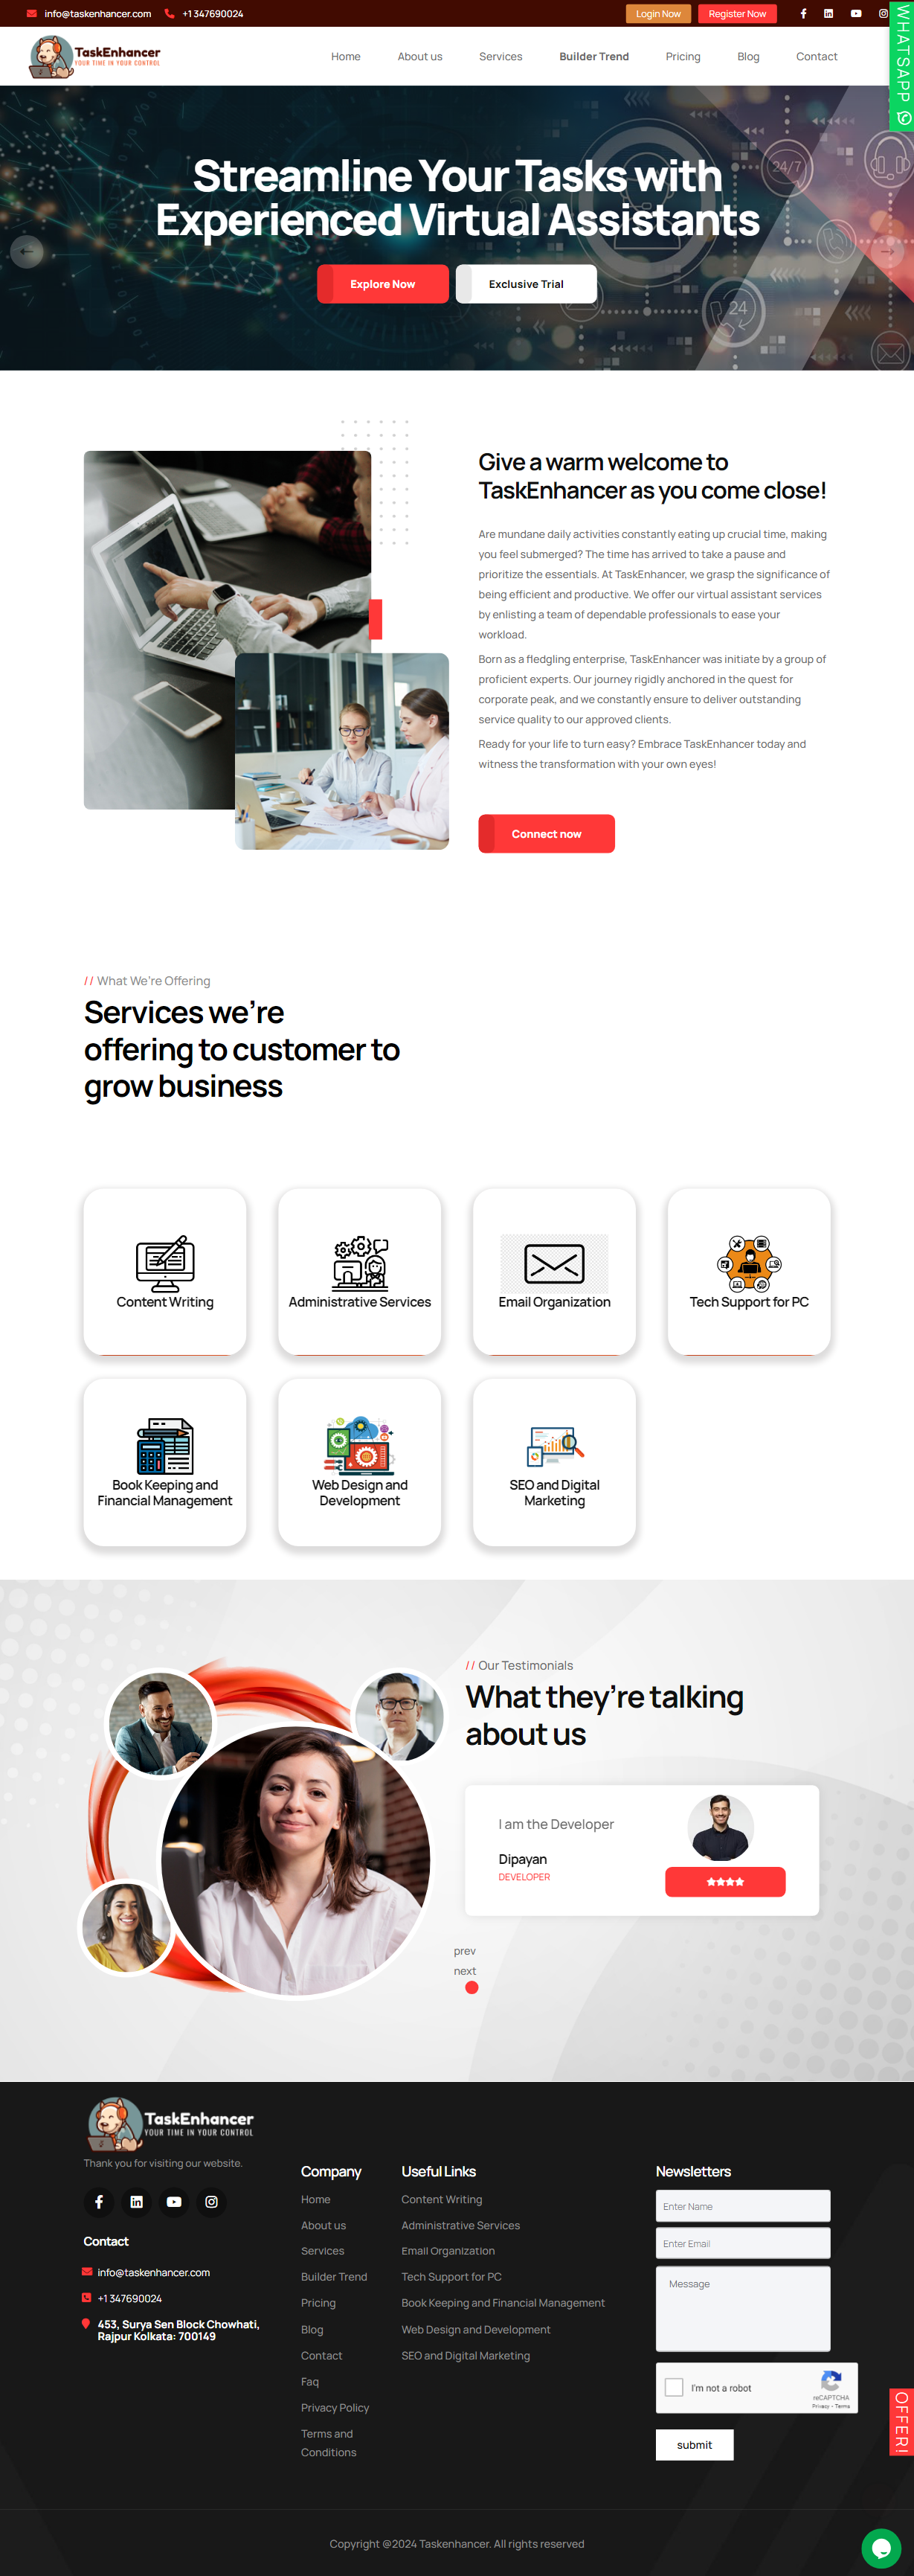 info@taskenhancer.com
+1 347690024
Login Now
Register Now
WHATSAPP
TaskEnhancer
YOUR TIME IN YOUR CONTROL
Home
About us
Services
Builder Trend
Pricing
Blog
Contact
Streamline Your Tasks with
Experienced Virtual Assistants
24/7
24
Explore Now
Exclusive Trial
Give a warm welcome to
TaskEnhancer as you come close!
Are mundane daily activities constantly eating up crucial time, making
you feel submerged? The time has arrived to take a pause and
prioritize the essentials. At TaskEnhancer, we grasp the significance of
being efficient and productive. We offer our virtual assistant services
by enlisting a team of dependable professionals to ease your
workload.
Born as a fledgling enterprise, TaskEnhancer was initiate by a group of
proficient experts. Our journey rigidly anchored in the quest for
corporate peak, and we constantly ensure to deliver outstanding
service quality to our approved clients.
Ready for your life to turn easy? Embrace TaskEnhancer today and
witness the transformation with your own eyes!
Connect now
// What We're Offering
Services we're
offering to customer to
grow business
Content Writing
Administrative Services
Email Organization
Tech Support for PC
Book Keeping and
Financial Management
Web Design and
Development
SEO and Digital
Marketing
// Our Testimonials
What they're talking
about us
I am the Developer
Dipayan
DEVELOPER
prev
next
TaskEnhancer
YOUR TIME IN YOUR CONTROL
Thank you for visiting our website.
Contact
info@taskenhancer.com
+1 347690024
453, Surya Sen Block Chowhati,
Rajpur Kolkata: 700149
Company
Home
About us
Services
Builder Trend
Pricing
Blog
Contact
Faq
Privacy Policy
Terms and
Conditions
Useful Links
Content Writing
Administrative Services
Email Organization
Tech Support for PC
Book Keeping and Financial Management
Web Design and Development
SEO and Digital Marketing
Newsletters
Enter Name
Enter Email
Message
I'm not a robot
reCAPTCHA
Privacy - Terms
submit
OFFER!
Copyright @2024 Taskenhancer. All rights reserved